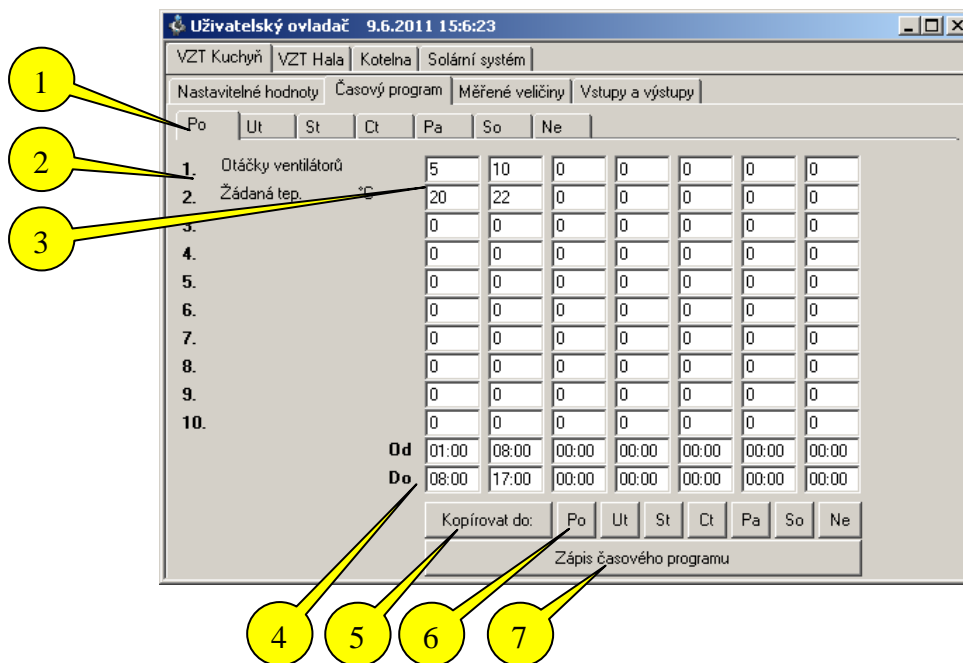 Uživatelský ovladač 9.6.2011 15:6:23
VZT Kuchyň VZT Hala Kotelna Solární systém
Nastavitelné hodnoty Časový program Měřené veličiny Vstupy a výstupy
Po Ut St Ct Pa So Ne
1
2
3
1. Otáčky ventilátorů 5 10 0 0 0 0 0
2. Žádaná tep. °C 20 22 0 0 0 0 0
3. 0 0 0 0 0 0 0
4. 0 0 0 0 0 0 0
5. 0 0 0 0 0 0 0
6. 0 0 0 0 0 0 0
7. 0 0 0 0 0 0 0
8. 0 0 0 0 0 0 0
9. 0 0 0 0 0 0 0
10. 0 0 0 0 0 0 0
Od 01:00 08:00 00:00 00:00 00:00 00:00 00:00
Do 08:00 17:00 00:00 00:00 00:00 00:00 00:00
Kopírovat do: Po Ut St Ct Pa So Ne
Zápis časového programu
4 5 6 7